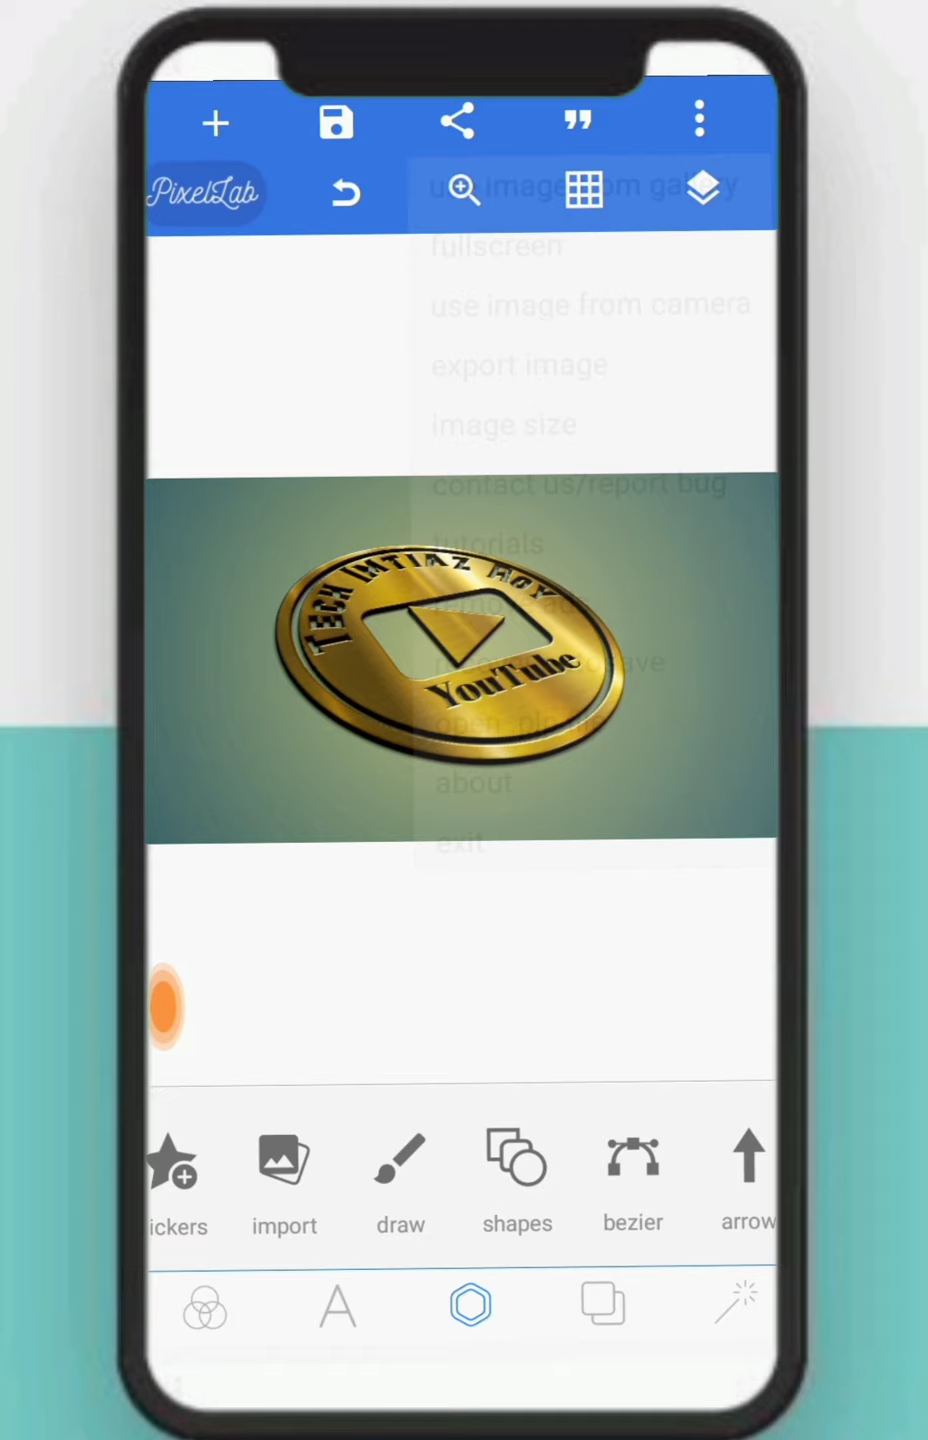 PixelLab
use image from gallery
fullscreen
use image from camera
export image
image size
contact us/report bug
tutorials
TECH IMTIAZ ROY
YouTube
about
exit
ickers
import
draw
shapes
bezier
arrow
A